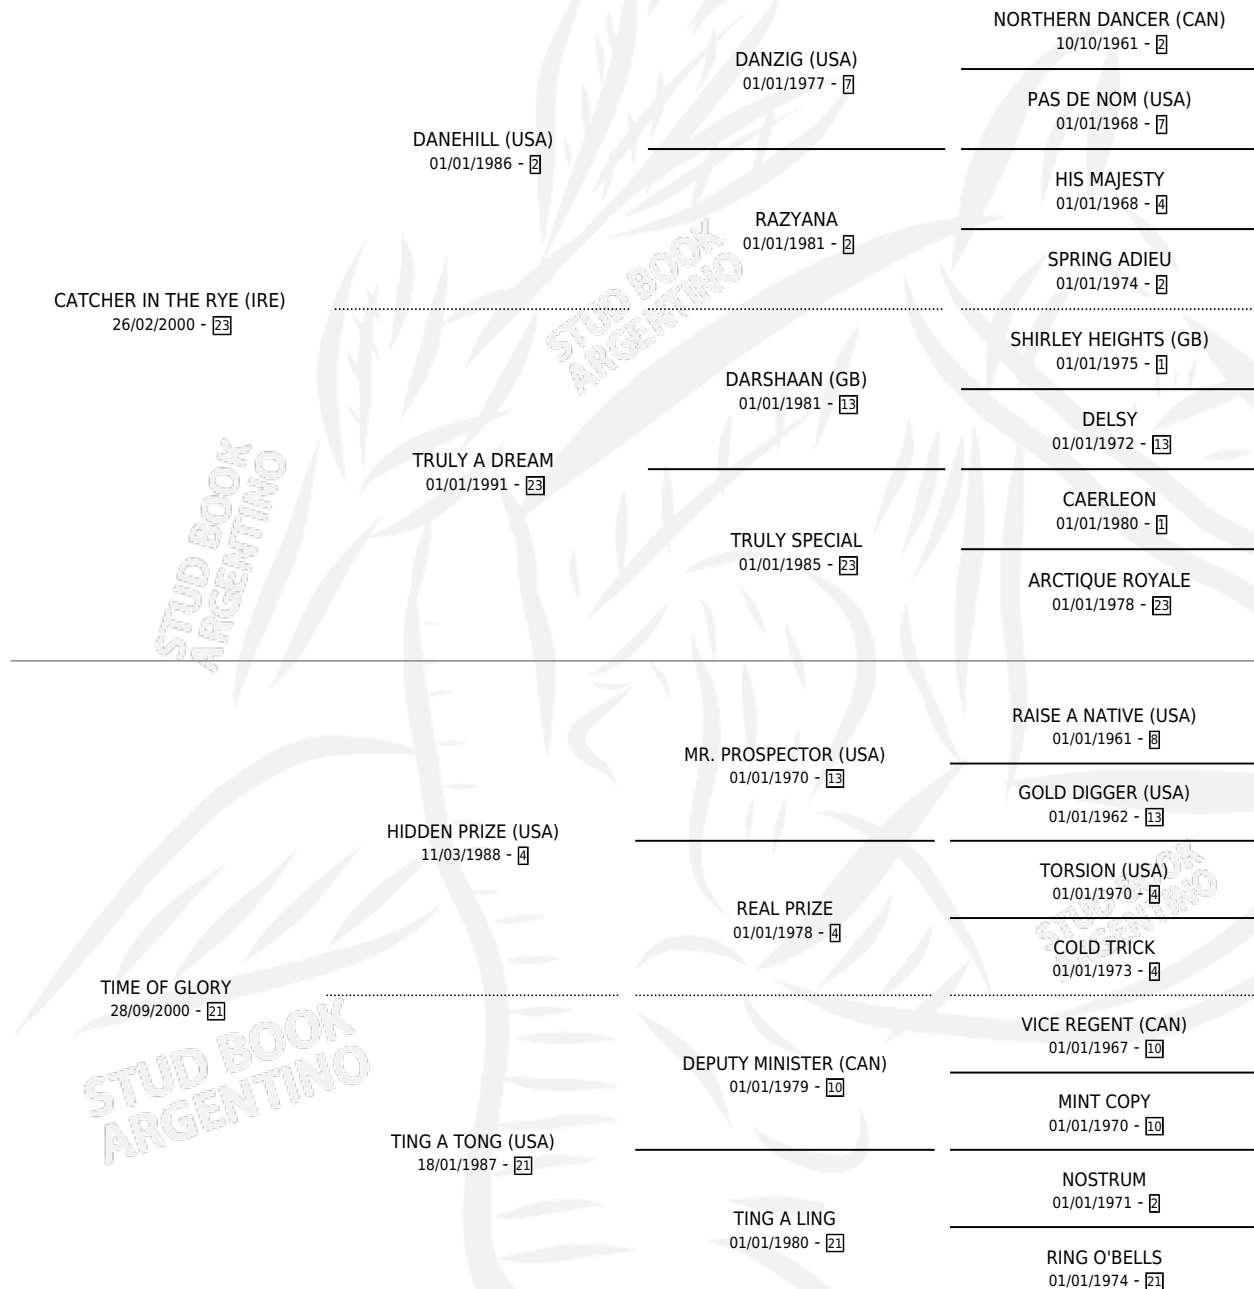 NORTHERN DANCER (CAN)
10/10/1961 - 2
DANZIG (USA)
01/01/1977 - 7
PAS DE NOM (USA)
01/01/1968 - 7
DANEHILL (USA)
01/01/1986 - 2
HIS MAJESTY
01/01/1968 - 4
RAZYANA
01/01/1981 - 2
SPRING ADIEU
01/01/1974 - 2
CATCHER IN THE RYE (IRE)
26/02/2000 - 23
STUD BOOK
ARGENTINO
SHIRLEY HEIGHTS (GB)
01/01/1975 - 1
DARSHAAN (GB)
01/01/1981 - 13
DELSY
01/01/1972 - 13
TRULY A DREAM
01/01/1991 - 23
CAERLEON
01/01/1980 - 1
TRULY SPECIAL
01/01/1985 - 23
ARCTIQUE ROYALE
01/01/1978 - 23
STUD BOOK
ARGENTINO
RAISE A NATIVE (USA)
01/01/1961 - 8
MR. PROSPECTOR (USA)
01/01/1970 - 13
GOLD DIGGER (USA)
01/01/1962 - 13
HIDDEN PRIZE (USA)
11/03/1988 - 4
TORSION (USA)
01/01/1970 - 4
REAL PRIZE
01/01/1978 - 4
COLD TRICK
01/01/1973 - 4
STUD BOOK
ARGENTINO
TIME OF GLORY
28/09/2000 - 21
VICE REGENT (CAN)
01/01/1967 - 10
DEPUTY MINISTER (CAN)
01/01/1979 - 10
MINT COPY
01/01/1970 - 10
STUD BOOK
ARGENTINO
TING A TONG (USA)
18/01/1987 - 21
NOSTRUM
01/01/1971 - 2
TING A LING
01/01/1980 - 21
RING O'BELLS
01/01/1974 - 21